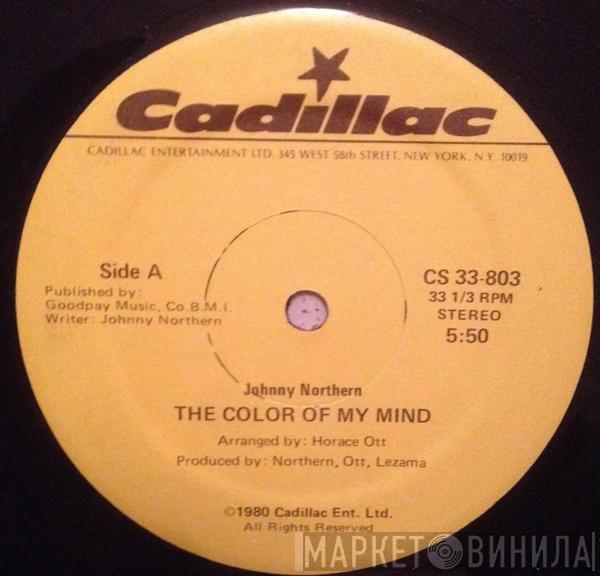 Cadillac
CADILLAC ENTERTAINMENT LTD. 345 WEST 58th STREET, NEW YORK, N.Y. 10019
Side A
Published by:
Goodpay Music, Co.B.M.I.
Writer: Johnny Northern
CS 33-803
33 1/3 RPM
STEREO
5:50
Johnny Northern
THE COLOR OF MY MIND
Arranged by: Horace Ott
Produced by: Northern, Ott, Lezama
©1980 Cadillac Ent. Ltd.
All Rights Reserved
МАРКЕТ ВИНИЛА